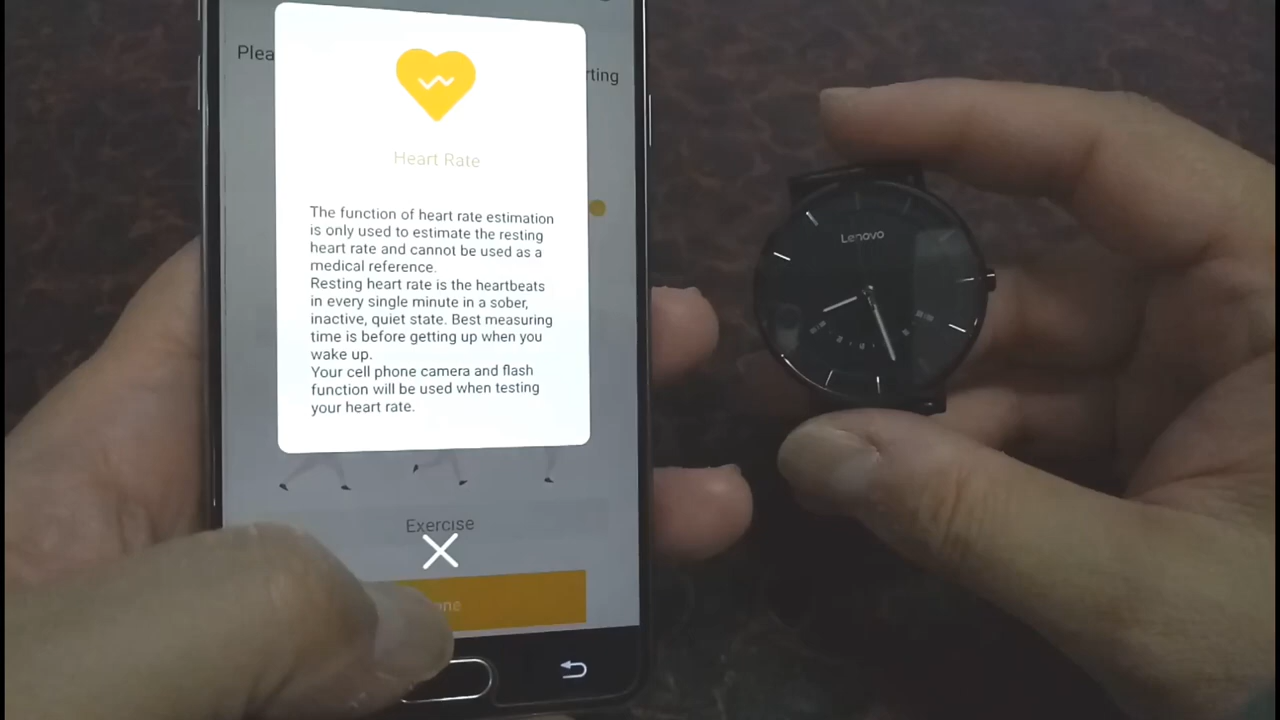 Plea
rting
Heart Rate
The function of heart rate estimation
is only used to estimate the resting
heart rate and cannot be used as a
medical reference.
Resting heart rate is the heartbeats
in every single minute in a sober,
inactive, quiet state. Best measuring
time is before getting up when you
wake up.
Your cell phone camera and flash
function will be used when testing
your heart rate.
Exercise
one
Lenovo